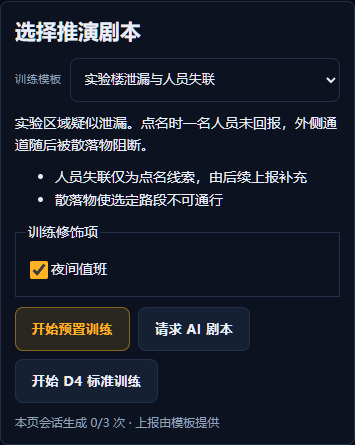 选择推演剧本
训练模板
实验楼泄漏与人员失联
实验区域疑似泄漏。点名时一名人员未回报，外侧通
道随后被散落物阻断。
• 人员失联仅为点名线索，由后续上报补充
• 散落物使选定路段不可通行
训练修饰项
夜间值班
开始预置训练
请求 AI 剧本
开始 D4 标准训练
本页会话生成 0/3 次 · 上报由模板提供